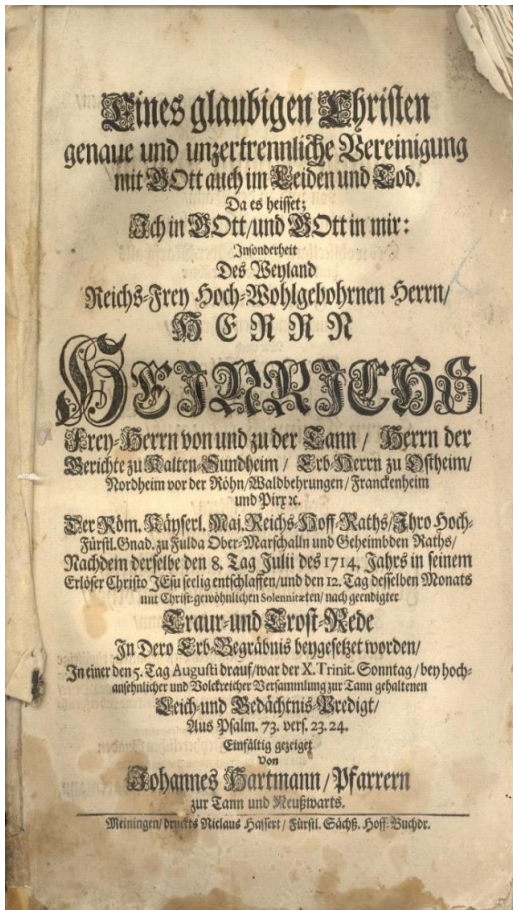 Eines glaubigen Christen
genaue und unzertrennliche Vereinigung
mit GOtt auch im Leiden und Tod.
Da es heisset;
Ich in GOtt/und GOtt in mir:
Insonderheit
Des Weyland
Reichs-Frey Hoch-Wohlgebohrnen Herrn/
HERRN
HEINRICHS/
Frey-Herrn von und zu der Tann / Herrn der
Gerichte zu Kalten-Sundheim / Erb-Herrn zu Ostheim/
Nordheim vor der Röhn/Waldbehrungen/Franckenheim
und Pirx ꝛc.
Der Röm. Käyserl. Maj. Reichs-Hoff-Raths/Ihro Hoch-
Fürstl. Gnad. zu Fulda Ober-Marschalln und Geheimbden Raths/
Nachdem derselbe den 8. Tag Julii des 1714. Jahrs in seinem
Erlöser Christo JEsu seelig entschlaffen/und den 12. Tag desselben Monats
mit Christ-gewöhnlichen Solennitæten/nach geendigter
Traur-und Trost-Rede
In Dero Erb-Begräbnis beygesetzet worden/
In einer den 5. Tag Augusti drauf/war der X. Trinit. Sonntag/bey hoch-
ansehnlicher und Volckreicher Versammlung zur Tann gehaltenen
Leich-und Gedächtnis-Predigt/
Aus Psalm. 73. vers. 23. 24.
Einfältig gezeiget
von
Johannes Hartmann/Pfarrern
zur Tann und Neußwarts.
Meiningen/druckts Niclaus Hassert/Fürstl. Sächß. Hoff-Buchdr.